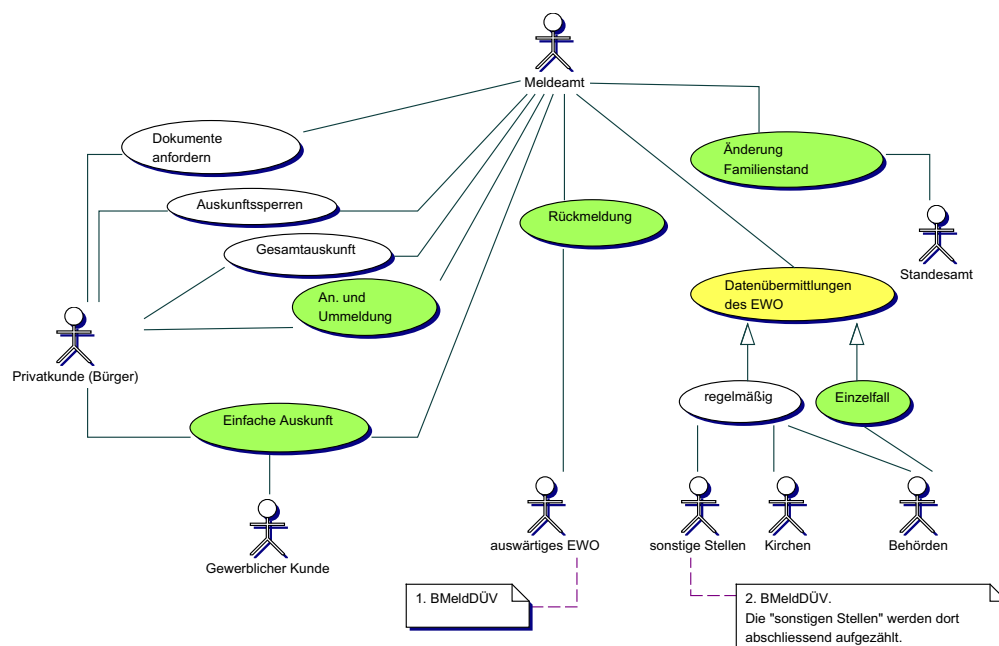 Meldeamt
Dokumente
anfordern
Änderung
Familienstand
Auskunftssperren
Rückmeldung
Gesamtauskunft
Standesamt
Datenübermittlungen
des EWO
An. und
Ummeldung
Privatkunde (Bürger)
regelmäßig
Einzelfall
Einfache Auskunft
auswärtiges EWO
sonstige Stellen
Kirchen
Behörden
Gewerblicher Kunde
1. BMeldDÜV
2. BMeldDÜV.
Die "sonstigen Stellen" werden dort
abschliessend aufgezählt.